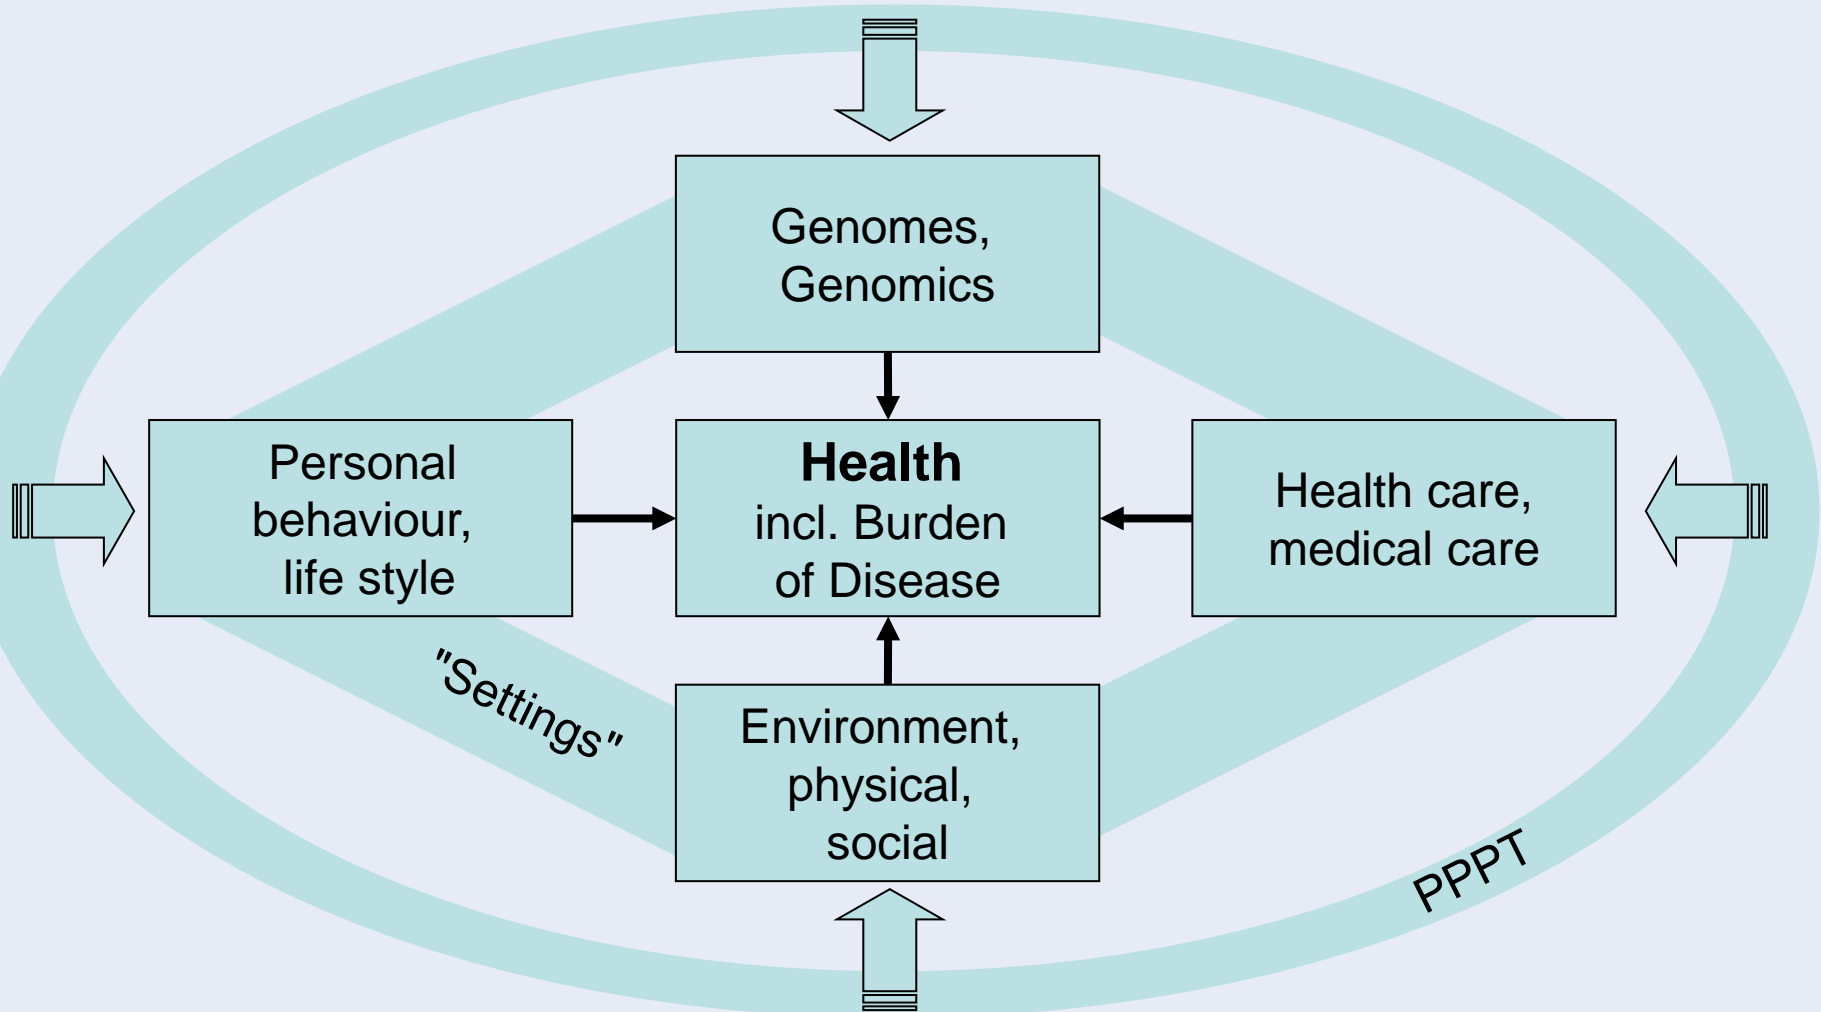 Genomes,
Genomics
Personal
behaviour,
life style
Health
incl. Burden
of Disease
Health care,
medical care
"Settings"
Environment,
physical,
social
PPPT